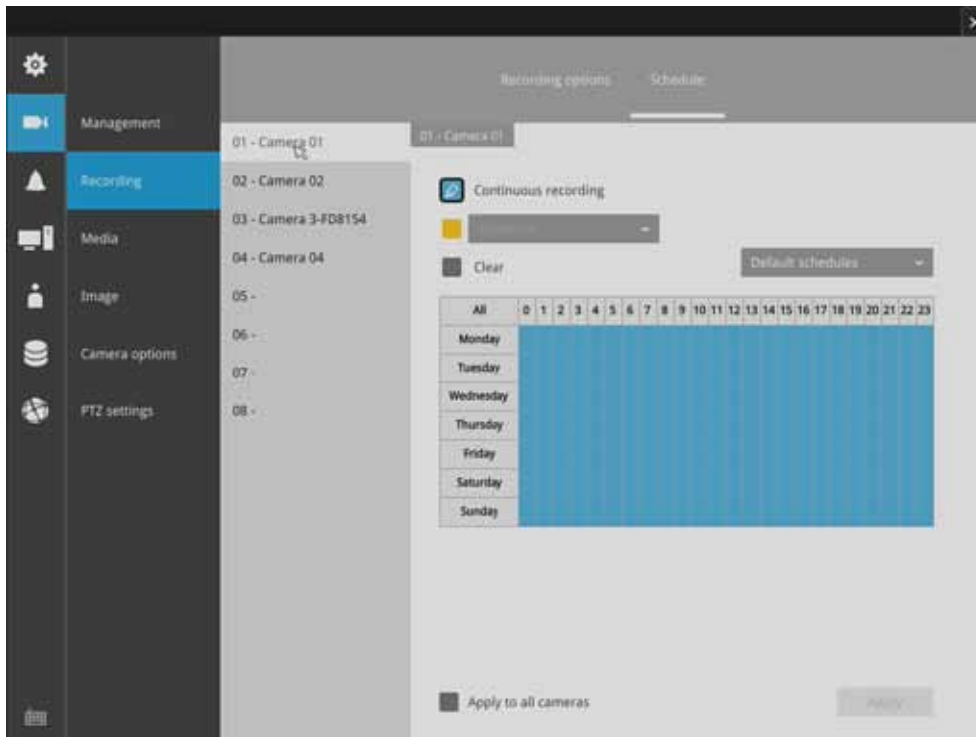 Recording options Schedule
Management
Recording
Media
Image
Camera options
PTZ settings
01 - Camera 01
02 - Camera 02
03 - Camera 3-FD8154
04 - Camera 04
05 -
06 -
07 -
08 -
01 - Camera 01
Continuous recording
Clear
Default schedules
All 0 1 2 3 4 5 6 7 8 9 10 11 12 13 14 15 16 17 18 19 20 21 22 23
Monday
Tuesday
Wednesday
Thursday
Friday
Saturday
Sunday
Apply to all cameras
Apply